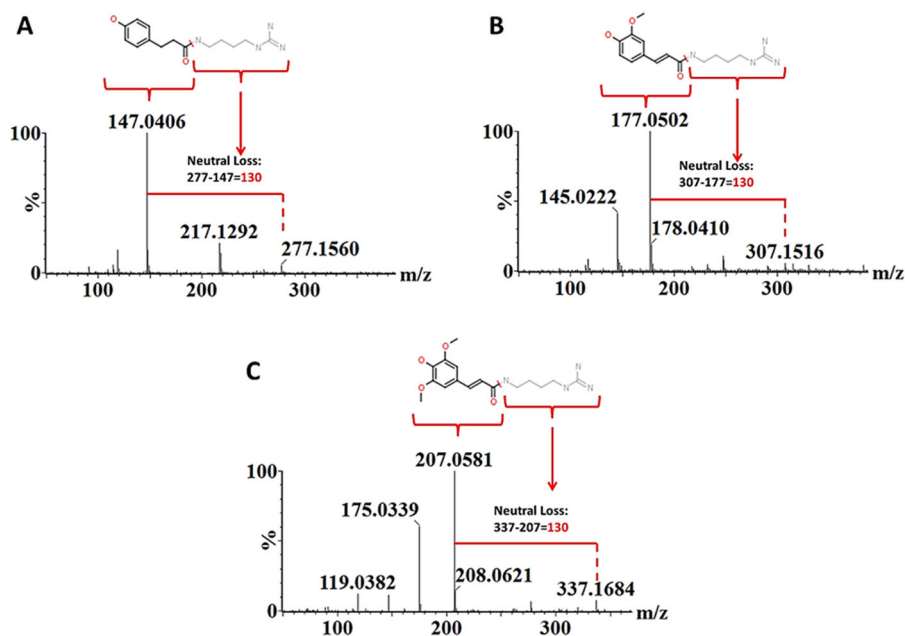 A
O
O
N
N
N
N
147.0406
100
%
0
Neutral Loss:
277-147=130
217.1292
277.1560
m/z
100
200
300
B
O
O
O
N
N
N
N
177.0502
100
%
0
Neutral Loss:
307-177=130
145.0222
178.0410
307.1516
m/z
100
200
300
C
O
O
O
O
N
N
N
N
207.0581
100
%
0
Neutral Loss:
337-207=130
175.0339
119.0382
208.0621
337.1684
m/z
100
200
300